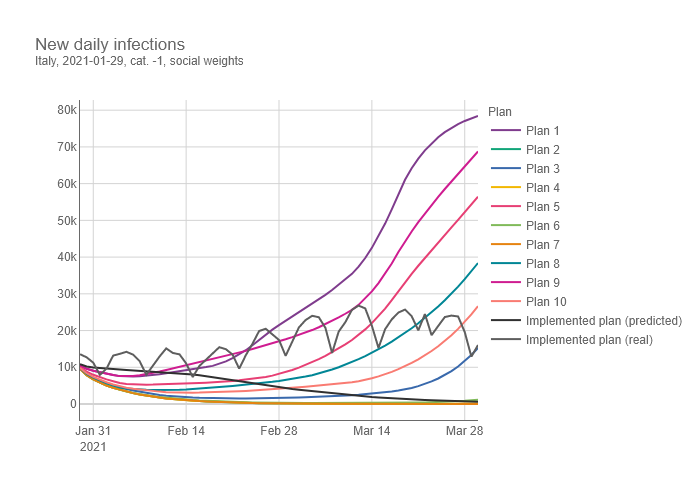 New daily infections
Italy, 2021-01-29, cat. -1, social weights
80k
70k
60k
50k
40k
30k
20k
10k
0
Jan 31
2021
Feb 14
Feb 28
Mar 14
Mar 28
Plan
Plan 1
Plan 2
Plan 3
Plan 4
Plan 5
Plan 6
Plan 7
Plan 8
Plan 9
Plan 10
Implemented plan (predicted)
Implemented plan (real)